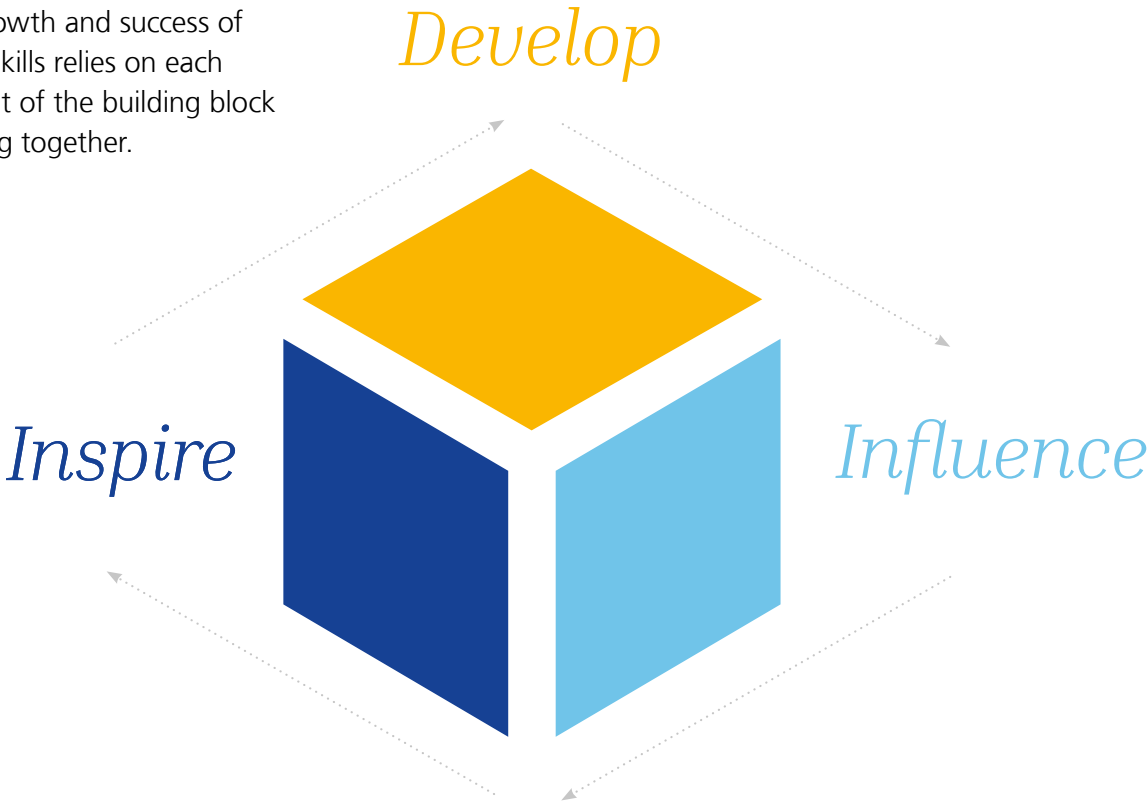 owth and success of
kills relies on each
t of the building block
g together.
Develop
Inspire
Influence